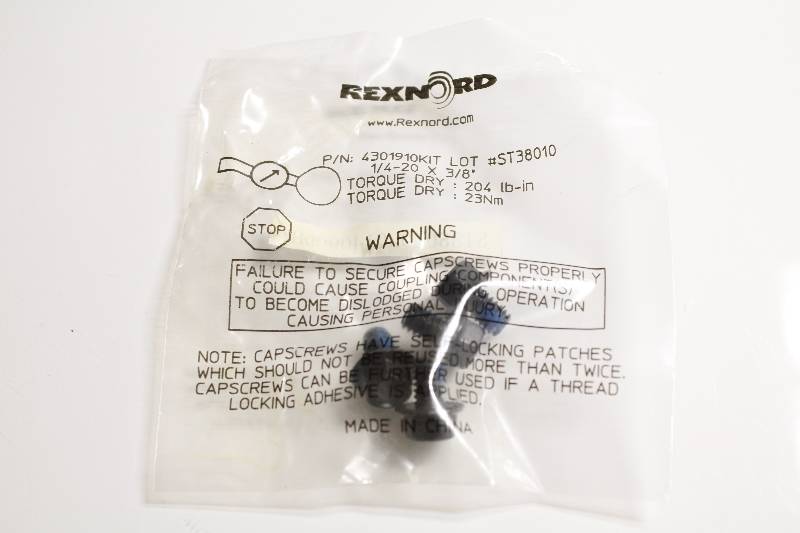 REXNORD
www.Rexnord.com
P/N: 4301910KIT LOT #ST38010
1/4-20 X 3/8"
TORQUE DRY : 204 lb-in
TORQUE DRY : 23Nm
STOP
WARNING
FAILURE TO SECURE CAPSCREWS PROPERLY
COULD CAUSE COUPLING COMPONENT(S)
TO BECOME DISLODGED DURING OPERATION
CAUSING PERSONAL INJURY.
NOTE: CAPSCREWS HAVE SELF-LOCKING PATCHES
WHICH SHOULD NOT BE REUSED MORE THAN TWICE.
CAPSCREWS CAN BE FURTHER USED IF A THREAD
LOCKING ADHESIVE IS APPLIED.
MADE IN CHINA